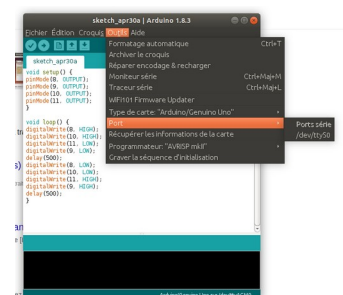 sketch_apr30a | Arduino 1.8.3
Fichier Édition Croquis Outils Aide
Formatage automatique Ctrl+T
Archiver le croquis
Réparer encodage & recharger
Moniteur série Ctrl+Maj+M
Traceur série Ctrl+Maj+L
WiFi101 Firmware Updater
Type de carte: "Arduino/Genuino Uno"
Port
Ports série
/dev/ttyS0
Récupérer les informations de la carte
Programmateur: "AVRISP mkII"
Graver la séquence d'initialisation
sketch_apr30a
void setup() {
pinMode(8, OUTPUT);
pinMode(9, OUTPUT);
pinMode(10, OUTPUT);
pinMode(11, OUTPUT);
}
void loop() {
digitalWrite(8, HIGH);
digitalWrite(10, HIGH);
digitalWrite(11, LOW);
digitalWrite(9, LOW);
delay(500);
digitalWrite(8, LOW);
digitalWrite(10, LOW);
digitalWrite(11, HIGH);
digitalWrite(9, HIGH);
delay(500);
}